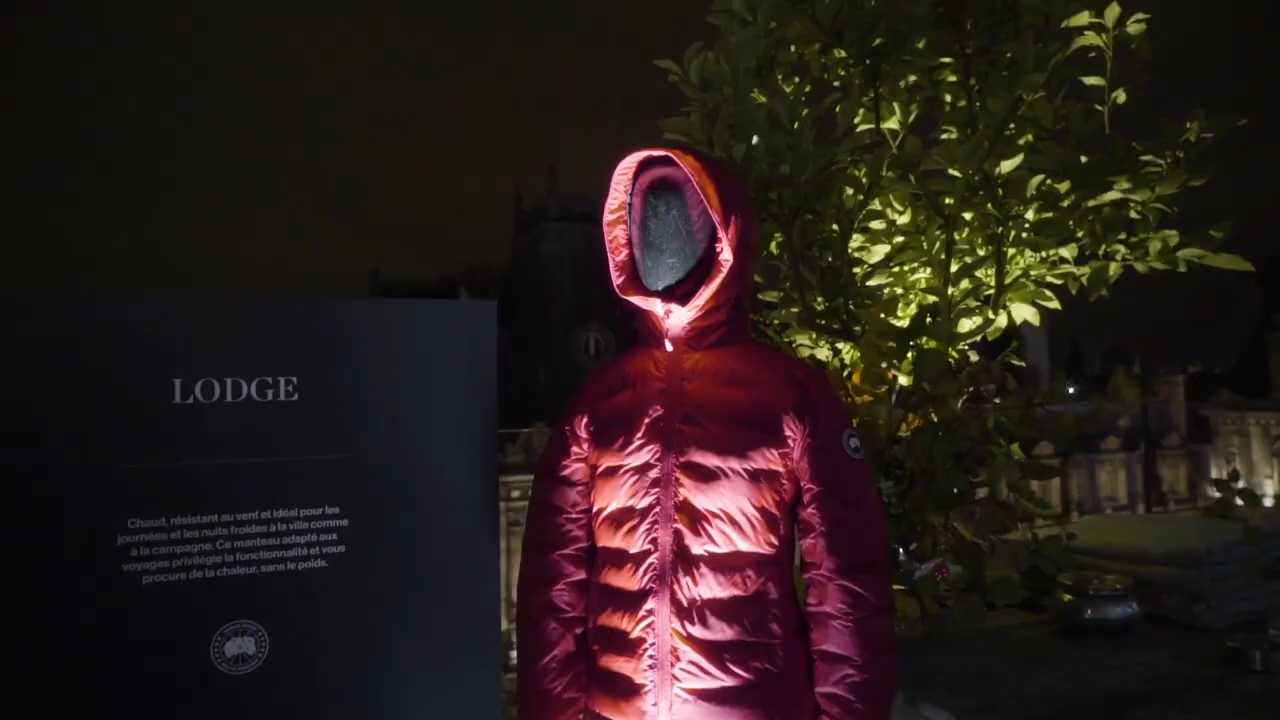 LODGE
Chaud, résistant au vent et idéal pour les
journées et les nuits froides à la ville comme
à la campagne. Ce manteau adapté aux
voyages privilégie la fonctionnalité et vous
procure de la chaleur, sans le poids.